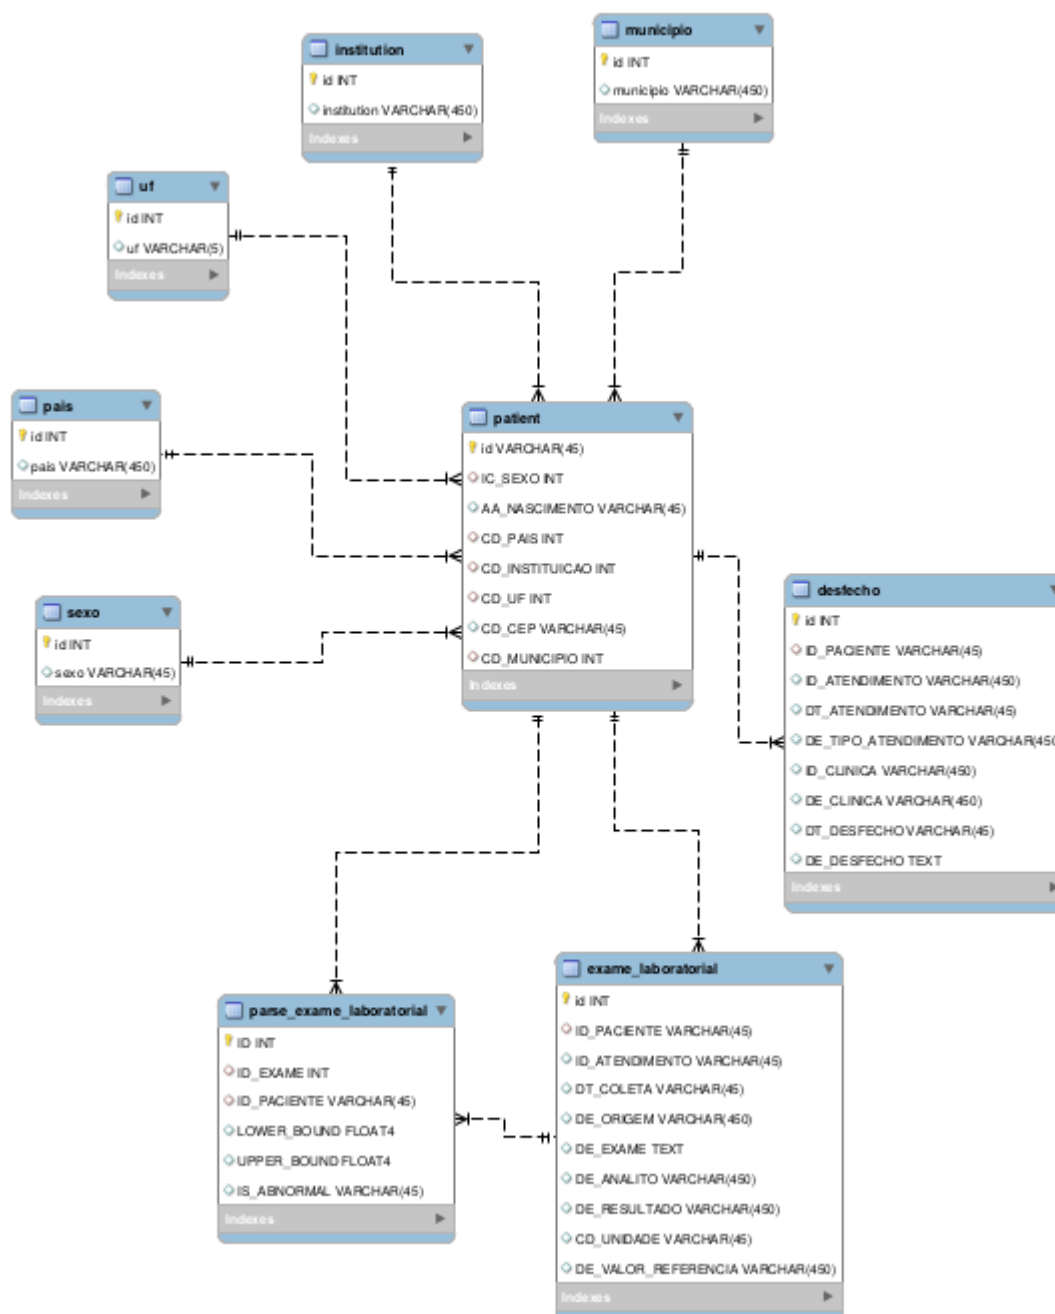 institution
id INT
institution VARCHAR(450)
Indexes
municipio
id INT
municipio VARCHAR(450)
Indexes
uf
id INT
uf VARCHAR(5)
Indexes
pais
id INT
pais VARCHAR(450)
Indexes
sexo
id INT
sexo VARCHAR(45)
Indexes
patient
id VARCHAR(45)
IC_SEXO INT
AA_NASCIMENTO VARCHAR(45)
CD_PAIS INT
CD_INSTITUICAO INT
CD_UF INT
CD_CEP VARCHAR(45)
CD_MUNICIPIO INT
Indexes
desfecho
id INT
ID_PACIENTE VARCHAR(45)
ID_ATENDIMENTO VARCHAR(450)
DT_ATENDIMENTO VARCHAR(45)
DE_TIPO_ATENDIMENTO VARCHAR(450
ID_CLINICA VARCHAR(450)
DE_CLINICA VARCHAR(450)
DT_DESFECHO VARCHAR(45)
DE_DESFECHO TEXT
Indexes
parse_exame_laboratorial
ID INT
ID_EXAME INT
ID_PACIENTE VARCHAR(45)
LOWER_BOUND FLOAT4
UPPER_BOUND FLOAT4
IS_ABNORMAL VARCHAR(45)
Indexes
exame_laboratorial
id INT
ID_PACIENTE VARCHAR(45)
ID_ATENDIMENTO VARCHAR(45)
DT_COLETA VARCHAR(45)
DE_ORIGEM VARCHAR(450)
DE_EXAME TEXT
DE_ANALITO VARCHAR(450)
DE_RESULTADO VARCHAR(450)
CD_UNIDADE VARCHAR(45)
DE_VALOR_REFERENCIA VARCHAR(450)
Indexes